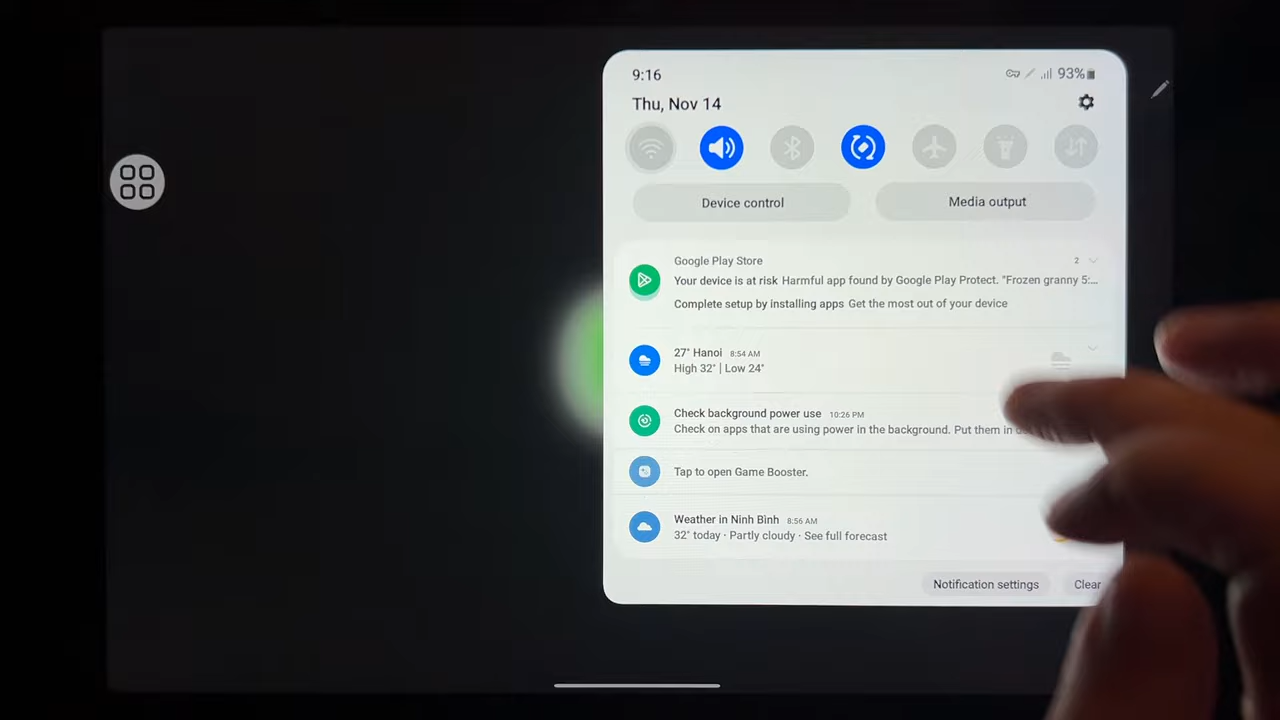 9:16
93%
Thu, Nov 14
Device control
Media output
Google Play Store
2
Your device is at risk Harmful app found by Google Play Protect. "Frozen granny 5:...
Complete setup by installing apps Get the most out of your device
27° Hanoi 8:54 AM
High 32° | Low 24°
Check background power use 10:26 PM
Check on apps that are using power in the background. Put them in
Tap to open Game Booster.
Weather in Ninh Bình 8:56 AM
32° today · Partly cloudy · See full forecast
Notification settings
Clear